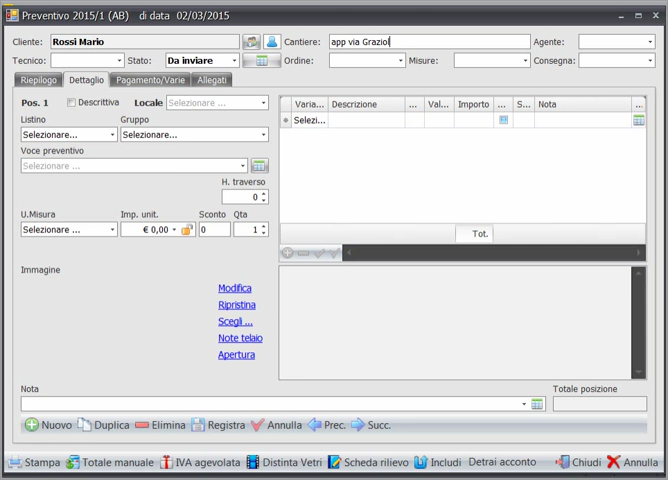 Preventivo 2015/1 (AB) di data 02/03/2015
Cliente: Rossi Mario Cantiere: app via Graziol Agente:
Tecnico: Stato: Da inviare Ordine: Misure: Consegna:
Riepilogo Dettaglio Pagamento/Varie Allegati
Pos. 1 Descrittiva Locale Selezionare...
Varia... Descrizione ... Val... Importo ... S... Nota ...
Selezi...
Listino Gruppo
Selezionare... Selezionare...
Voce preventivo
Selezionare ...
H. traverso
0
U.Misura Imp. unit. Sconto Qta
Selezionare ... € 0,00 0 1
Tot.
Immagine
Modifica
Ripristina
Scegli ...
Note telaio
Apertura
Nota Totale posizione
Nuovo Duplica Elimina Registra Annulla Prec. Succ.
Stampa Totale manuale IVA agevolata Distinta Vetri Scheda rilievo Includi Detrai acconto Chiudi Annulla